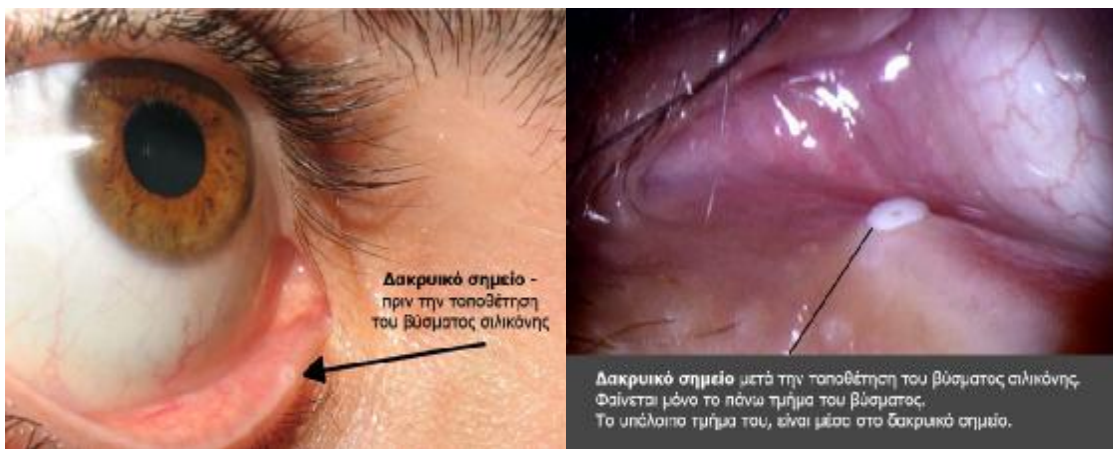 Δακρυικό σημείο -
πριν την τοποθέτηση
του βύσματος σιλικόνης
Δακρυικό σημείο μετά την τοποθέτηση του βύσματος σιλικόνης.
Φαίνεται μόνο το πάνω τμήμα του βύσματος.
Το υπόλοιπο τμήμα του, είναι μέσα στο δακρυικό σημείο.